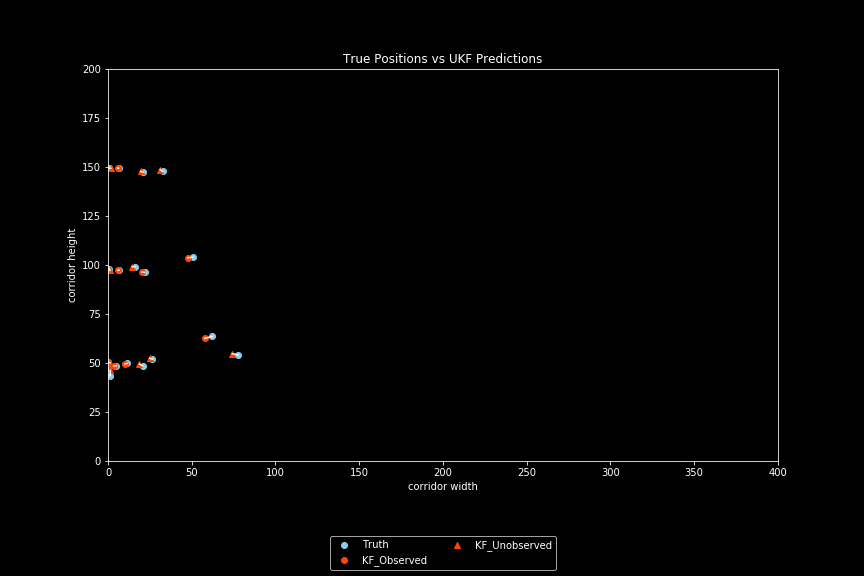 True Positions vs UKF Predictions
200
175
150
125
100
75
50
25
0
corridor height
0 50 100 150 200 250 300 350 400
corridor width
Truth KF_Unobserved
KF_Observed